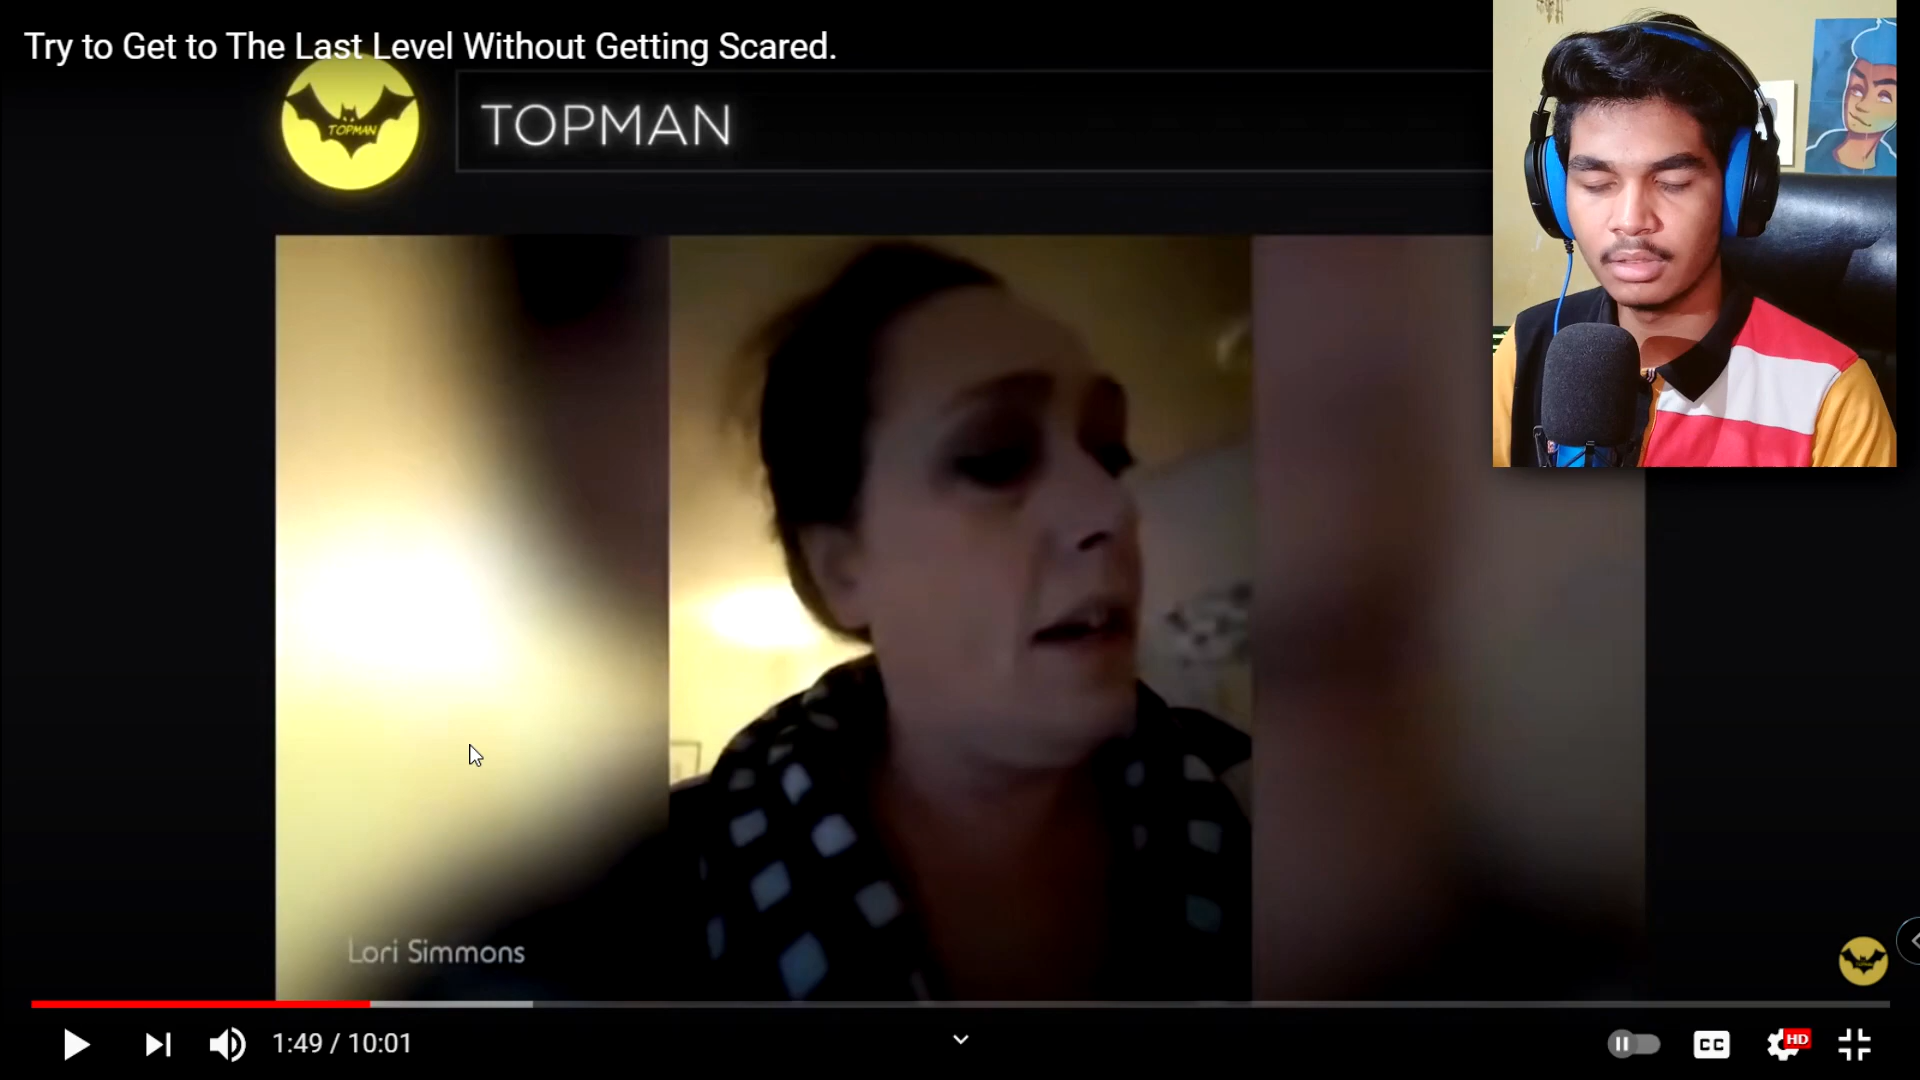 Try to Get to The Last Level Without Getting Scared.
TOPMAN
TOPMAN
Lori Simmons
1:49 / 10:01
CC
HD